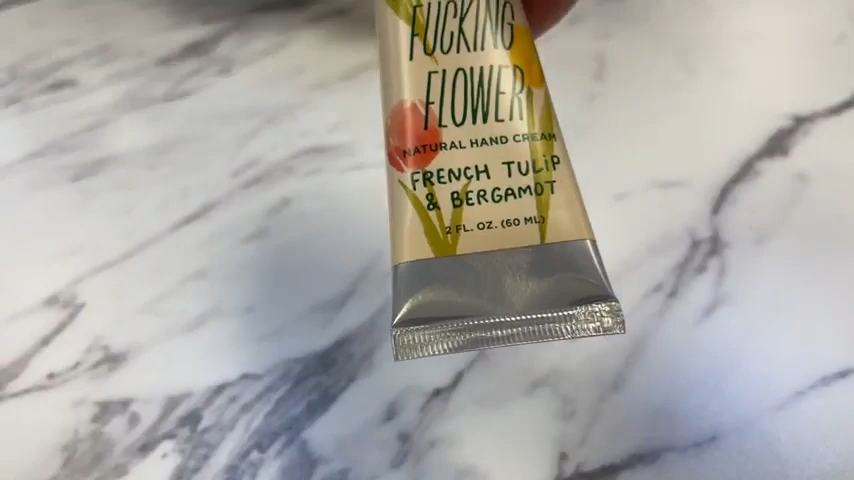 FUCKING
FLOWER
NATURAL HAND CREAM
FRENCH TULiP
& BERGAMOT
2 FL. OZ. (60 ML)